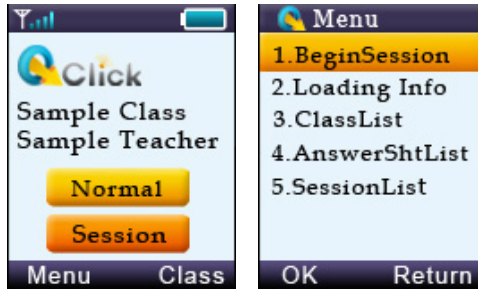 QClick
Sample Class
Sample Teacher
Normal
Session
Menu Class
Menu
1.BeginSession
2.Loading Info
3.ClassList
4.AnswerShtList
5.SessionList
OK Return